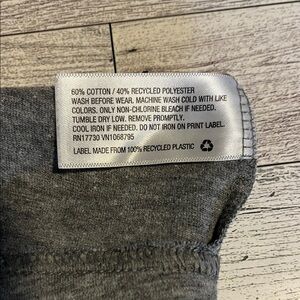 60% COTTON / 40% RECYCLED POLYESTER
WASH BEFORE WEAR. MACHINE WASH COLD WITH LIKE
COLORS. ONLY NON-CHLORINE BLEACH IF NEEDED.
TUMBLE DRY LOW. REMOVE PROMPTLY.
COOL IRON IF NEEDED. DO NOT IRON ON PRINT LABEL.
RN17730 VN1068795
LABEL MADE FROM 100% RECYCLED PLASTIC